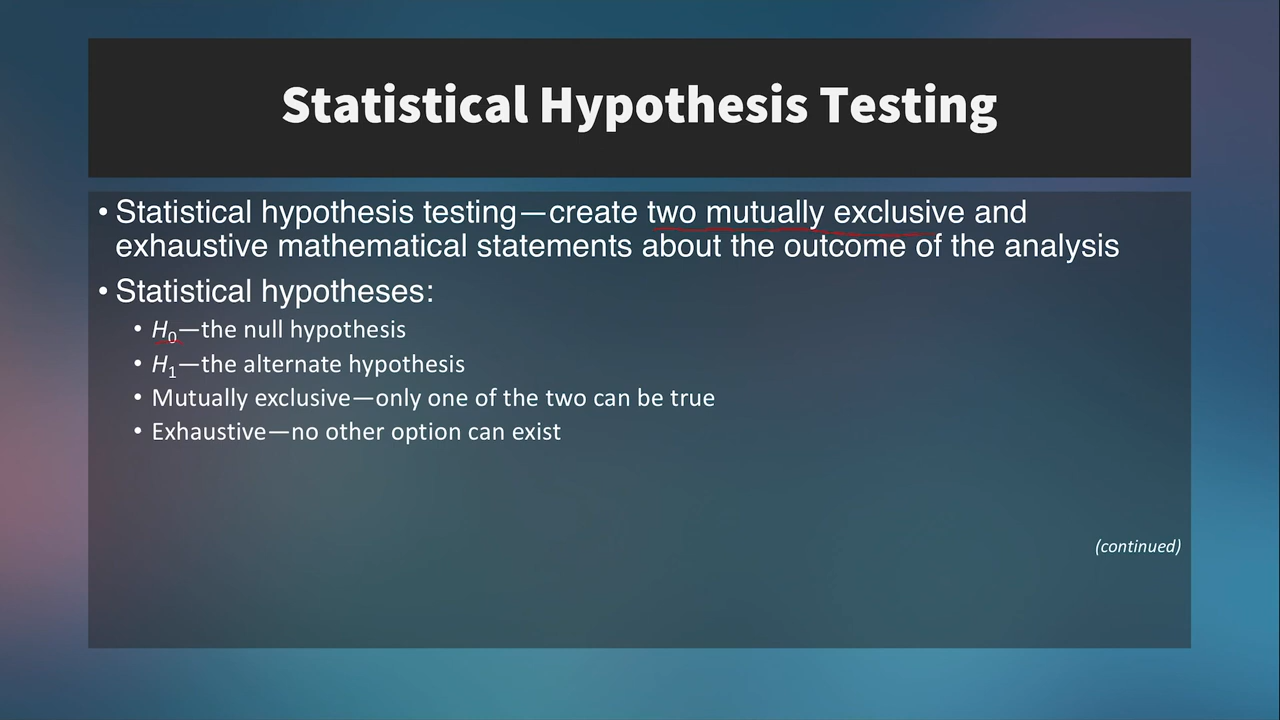 Statistical Hypothesis Testing
• Statistical hypothesis testing—create two mutually exclusive and
exhaustive mathematical statements about the outcome of the analysis
• Statistical hypotheses:
• H₀—the null hypothesis
• H₁—the alternate hypothesis
• Mutually exclusive—only one of the two can be true
• Exhaustive—no other option can exist
(continued)